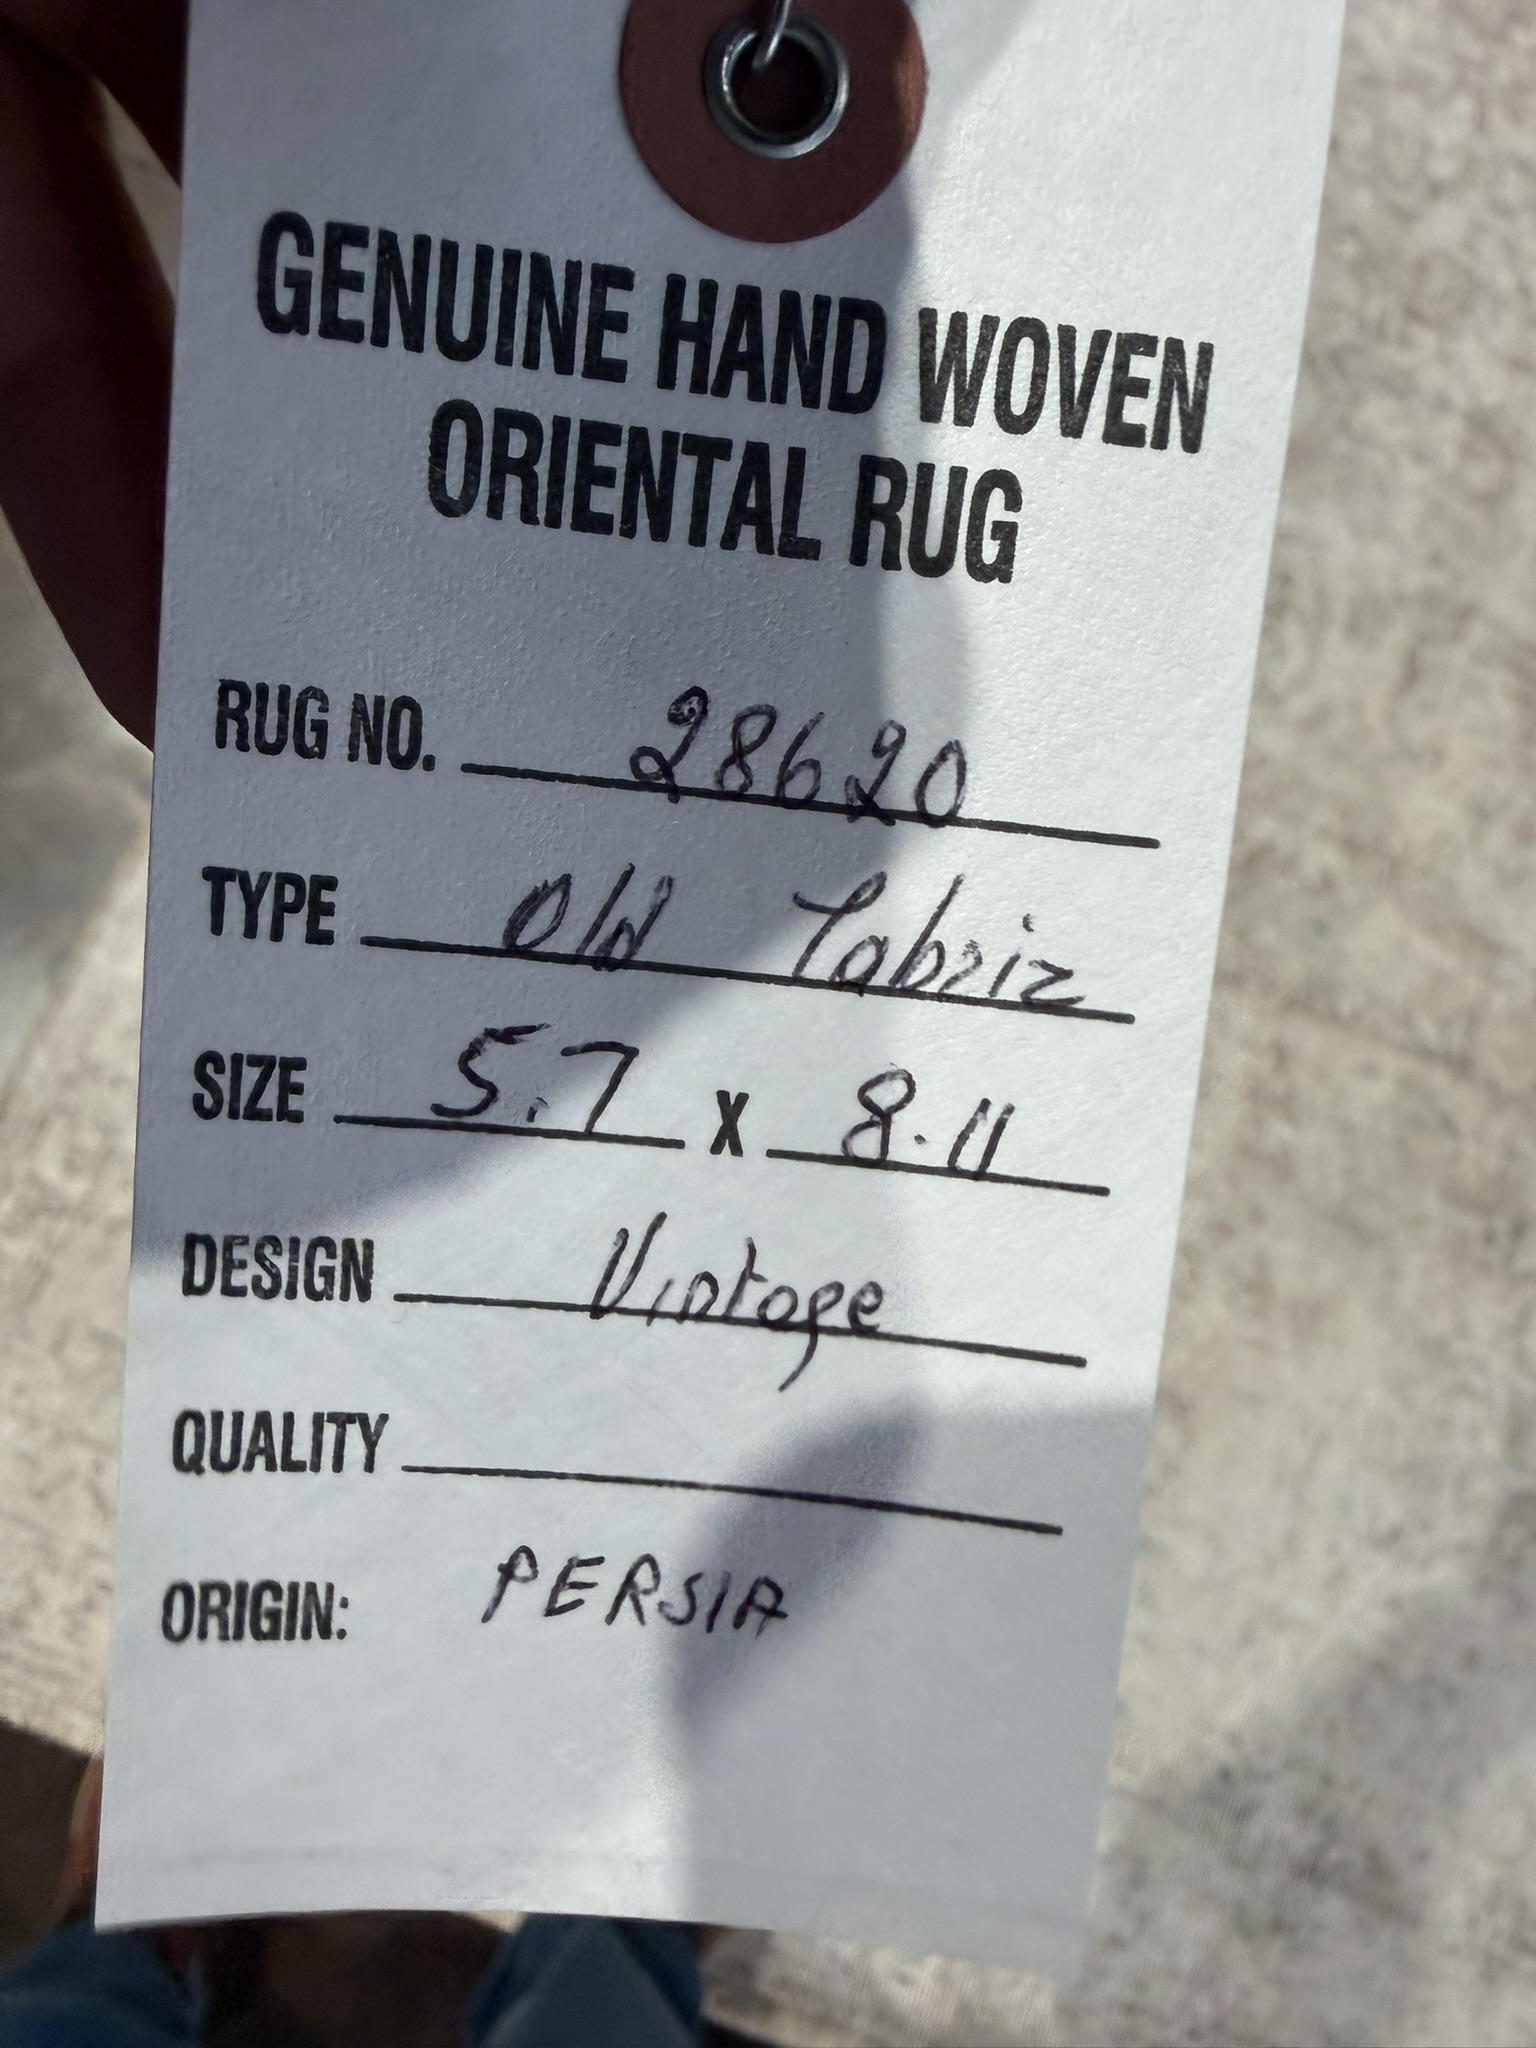 GENUINE HAND WOVEN
ORIENTAL RUG
RUG NO. 28620
TYPE Old Tabriz
SIZE 5.7 X 8.11
DESIGN Vintage
QUALITY
ORIGIN: PERSIA